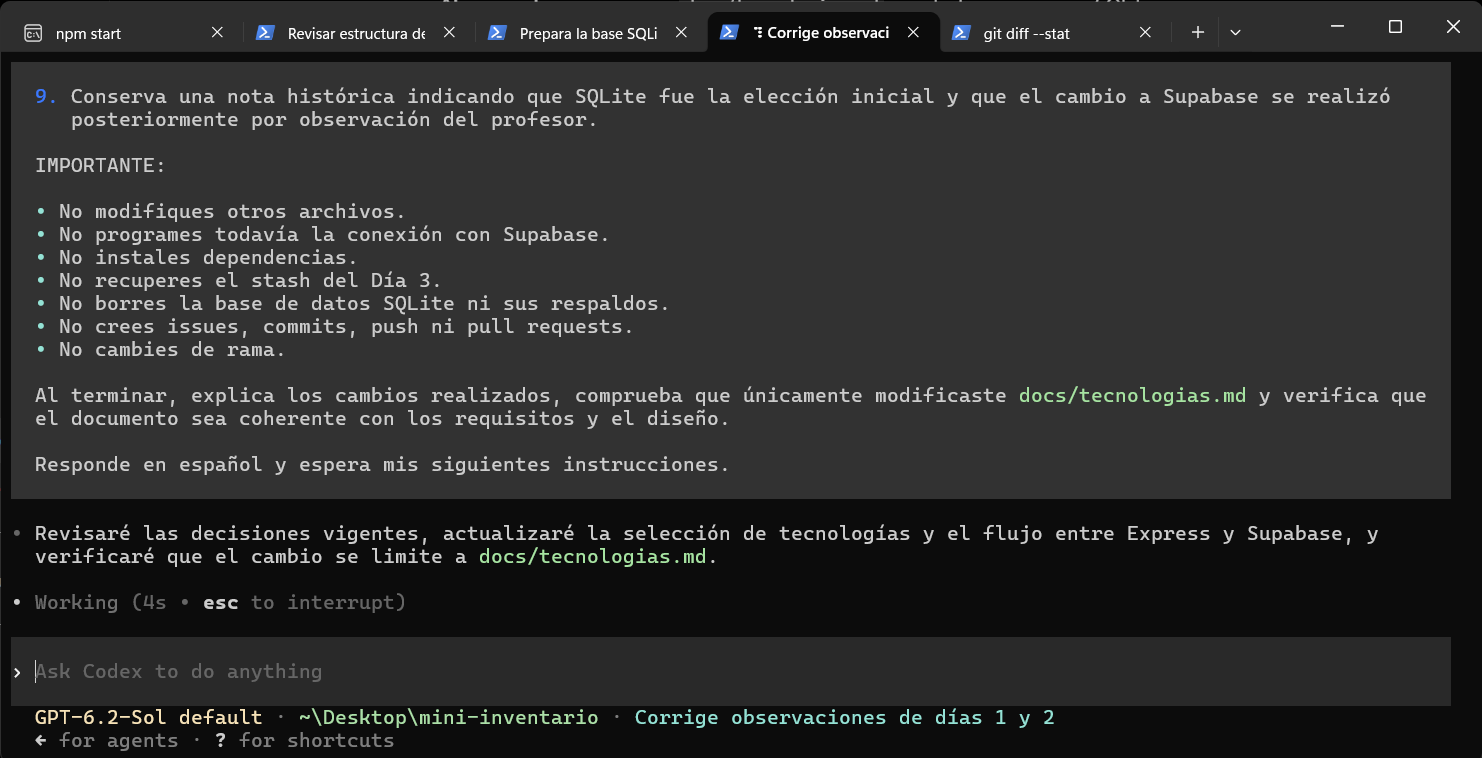 npm start
Revisar estructura de
Prepara la base SQLi
Corrige observaci
git diff --stat
9. Conserva una nota histórica indicando que SQLite fue la elección inicial y que el cambio a Supabase se realizó
posteriormente por observación del profesor.
IMPORTANTE:
• No modifiques otros archivos.
• No programes todavía la conexión con Supabase.
• No instales dependencias.
• No recuperes el stash del Día 3.
• No borres la base de datos SQLite ni sus respaldos.
• No crees issues, commits, push ni pull requests.
• No cambies de rama.
Al terminar, explica los cambios realizados, comprueba que únicamente modificaste docs/tecnologias.md y verifica que
el documento sea coherente con los requisitos y el diseño.
Responde en español y espera mis siguientes instrucciones.
• Revisaré las decisiones vigentes, actualizaré la selección de tecnologías y el flujo entre Express y Supabase, y
verificaré que el cambio se limite a docs/tecnologias.md.
• Working (4s • esc to interrupt)
› Ask Codex to do anything
GPT-6.2-Sol default · ~\Desktop\mini-inventario · Corrige observaciones de días 1 y 2
← for agents · ? for shortcuts